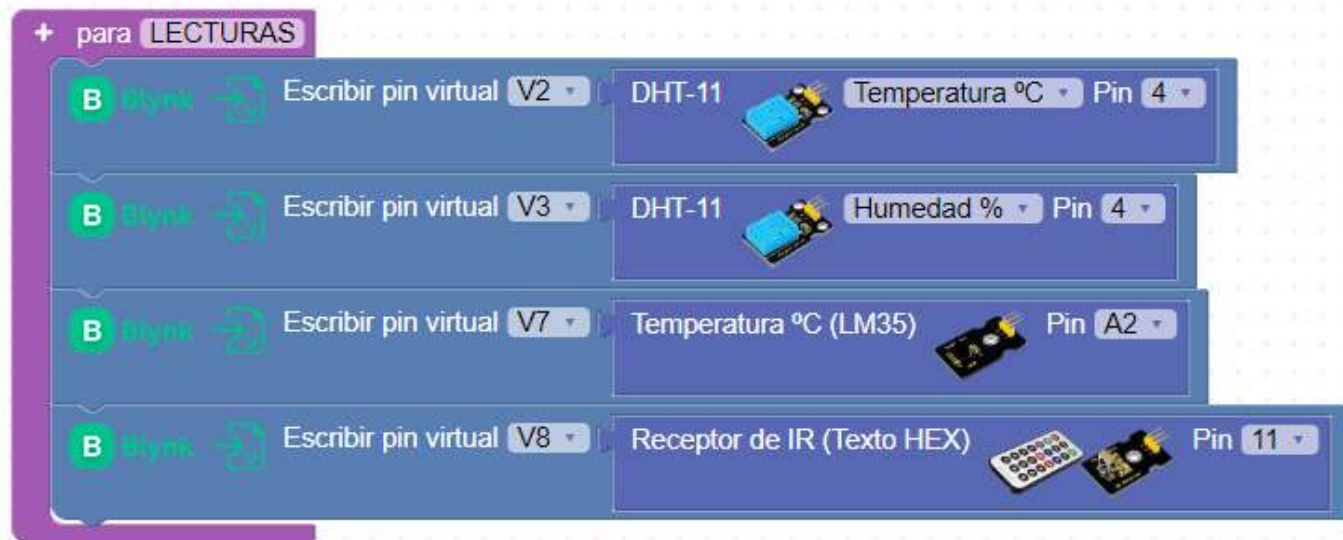 + para LECTURAS
B Blynk Escribir pin virtual V2 DHT-11 Temperatura ºC Pin 4
B Blynk Escribir pin virtual V3 DHT-11 Humedad % Pin 4
B Blynk Escribir pin virtual V7 Temperatura ºC (LM35) Pin A2
B Blynk Escribir pin virtual V8 Receptor de IR (Texto HEX) Pin 11